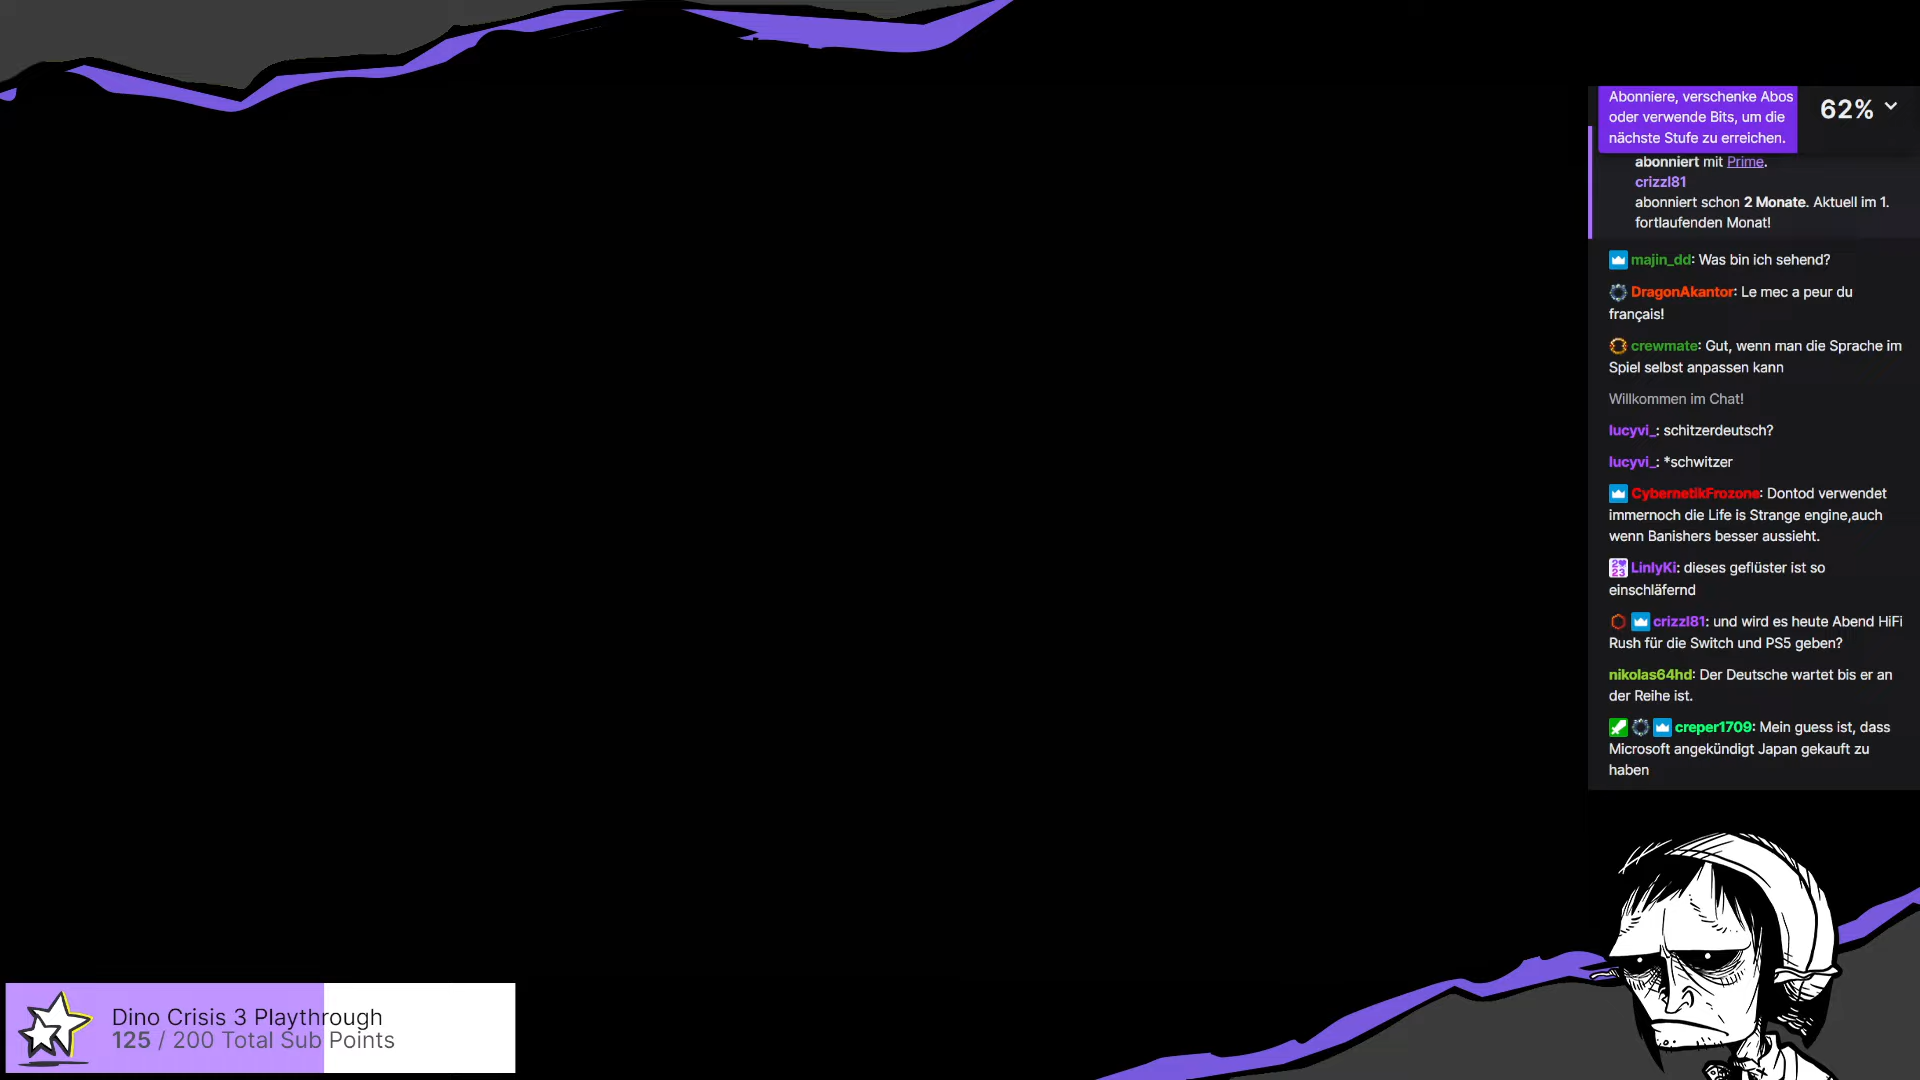 Abonniere, verschenke Abos
oder verwende Bits, um die
nächste Stufe zu erreichen.
62%
abonniert mit Prime.
crizzl81
abonniert schon 2 Monate. Aktuell im 1.
fortlaufenden Monat!
majin_dd: Was bin ich sehend?
DragonAkantor: Le mec a peur du
français!
crewmate: Gut, wenn man die Sprache im
Spiel selbst anpassen kann
Willkommen im Chat!
lucyvi_: schitzerdeutsch?
lucyvi_: *schwitzer
CybernetikFrozone: Dontod verwendet
immernoch die Life is Strange engine,auch
wenn Banishers besser aussieht.
LinlyKi: dieses geflüster ist so
einschläfernd
crizzl81: und wird es heute Abend HiFi
Rush für die Switch und PS5 geben?
nikolas64hd: Der Deutsche wartet bis er an
der Reihe ist.
creper1709: Mein guess ist, dass
Microsoft angekündigt Japan gekauft zu
haben
Dino Crisis 3 Playthrough
125 / 200 Total Sub Points